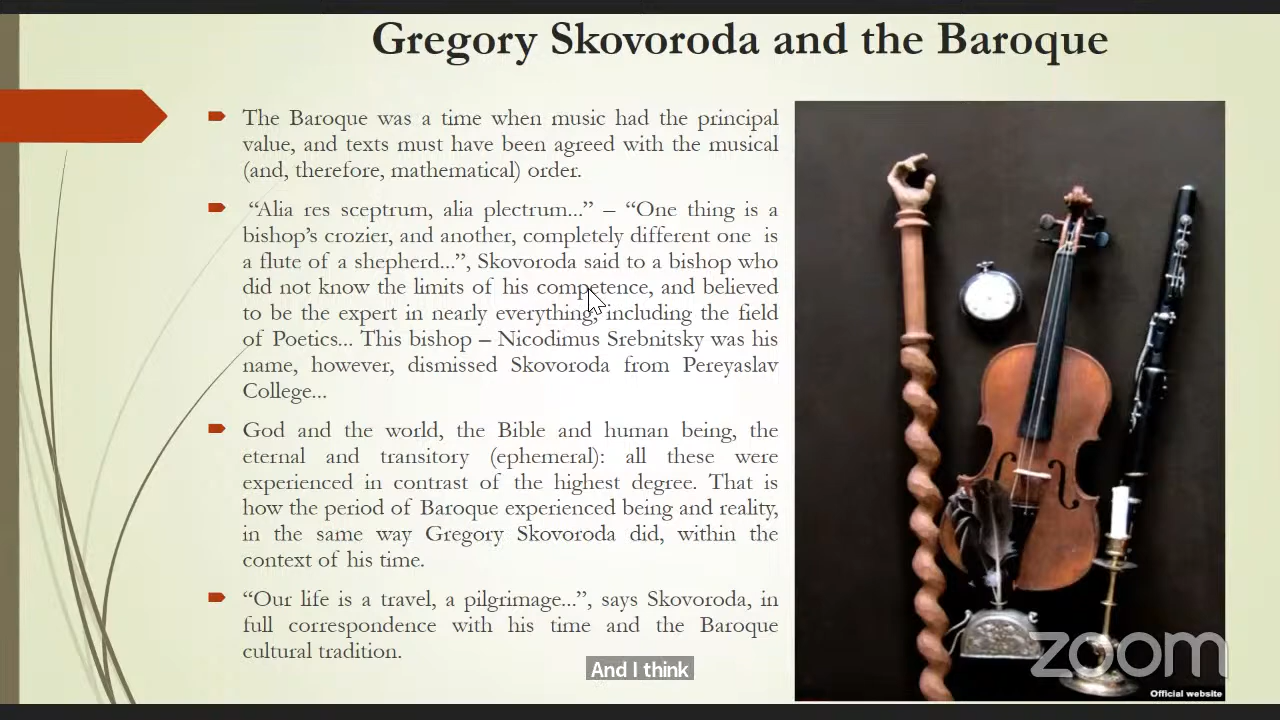 Gregory Skovoroda and the Baroque
The Baroque was a time when music had the principal
value, and texts must have been agreed with the musical
(and, therefore, mathematical) order.
“Alia res sceptrum, alia plectrum...” – “One thing is a
bishop’s crozier, and another, completely different one is
a flute of a shepherd...”, Skovoroda said to a bishop who
did not know the limits of his competence, and believed
to be the expert in nearly everything, including the field
of Poetics... This bishop – Nicodimus Srebnitsky was his
name, however, dismissed Skovoroda from Pereyaslav
College...
God and the world, the Bible and human being, the
eternal and transitory (ephemeral): all these were
experienced in contrast of the highest degree. That is
how the period of Baroque experienced being and reality,
in the same way Gregory Skovoroda did, within the
context of his time.
“Our life is a travel, a pilgrimage...”, says Skovoroda, in
full correspondence with his time and the Baroque
cultural tradition.
And I think
zoom
Official website